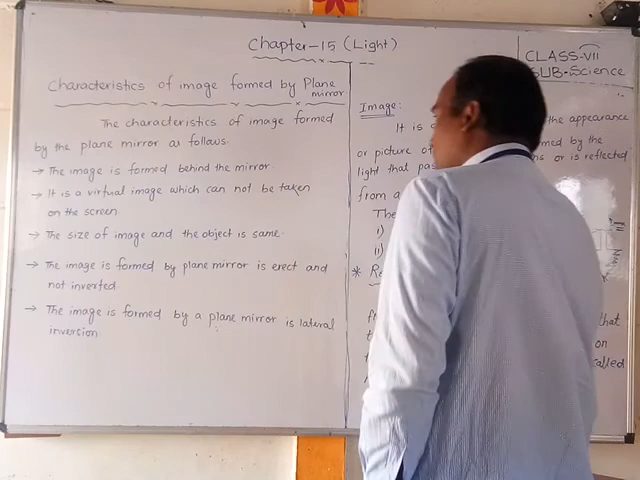 Chapter-15 (Light)
CLASS-VII
SUB-Science
Characteristics of image formed by Plane
mirror
The characteristics of image formed
by the plane mirror as follows.
→ The image is formed behind the mirror.
→ It is a virtual image which can not be taken
on the screen.
→ The size of image and the object is same.
→ The image is formed by plane mirror is erect and
not inverted
→ The image is formed by a plane mirror is lateral
inversion
Image:
It is the appearance
or picture by the
light that or is reflected
from a
The
i)
ii)
*
that
on
called